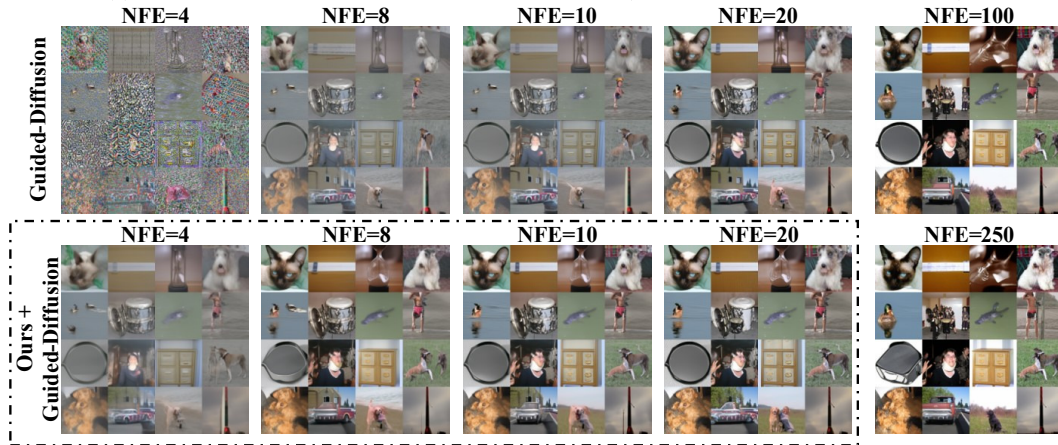 NFE=4 NFE=8 NFE=10 NFE=20 NFE=100
Guided-Diffusion
NFE=4 NFE=8 NFE=10 NFE=20 NFE=250
Ours +
Guided-Diffusion